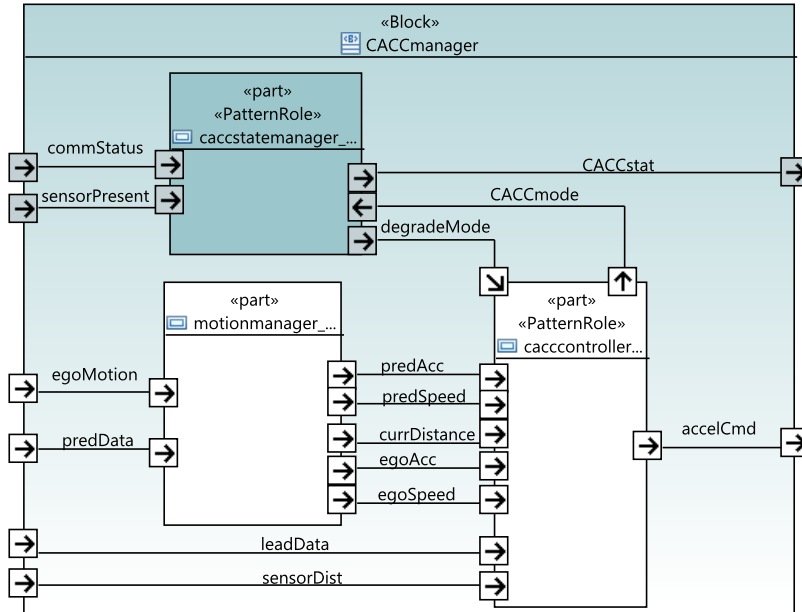 «Block»
CACCmanager
«part»
«PatternRole»
caccstatemanager_...
commStatus
sensorPresent
CACCstat
CACCmode
degradeMode
«part»
motionmanager_...
«part»
«PatternRole»
cacccontroller...
egoMotion
predData
predAcc
predSpeed
currDistance
egoAcc
egoSpeed
accelCmd
leadData
sensorDist